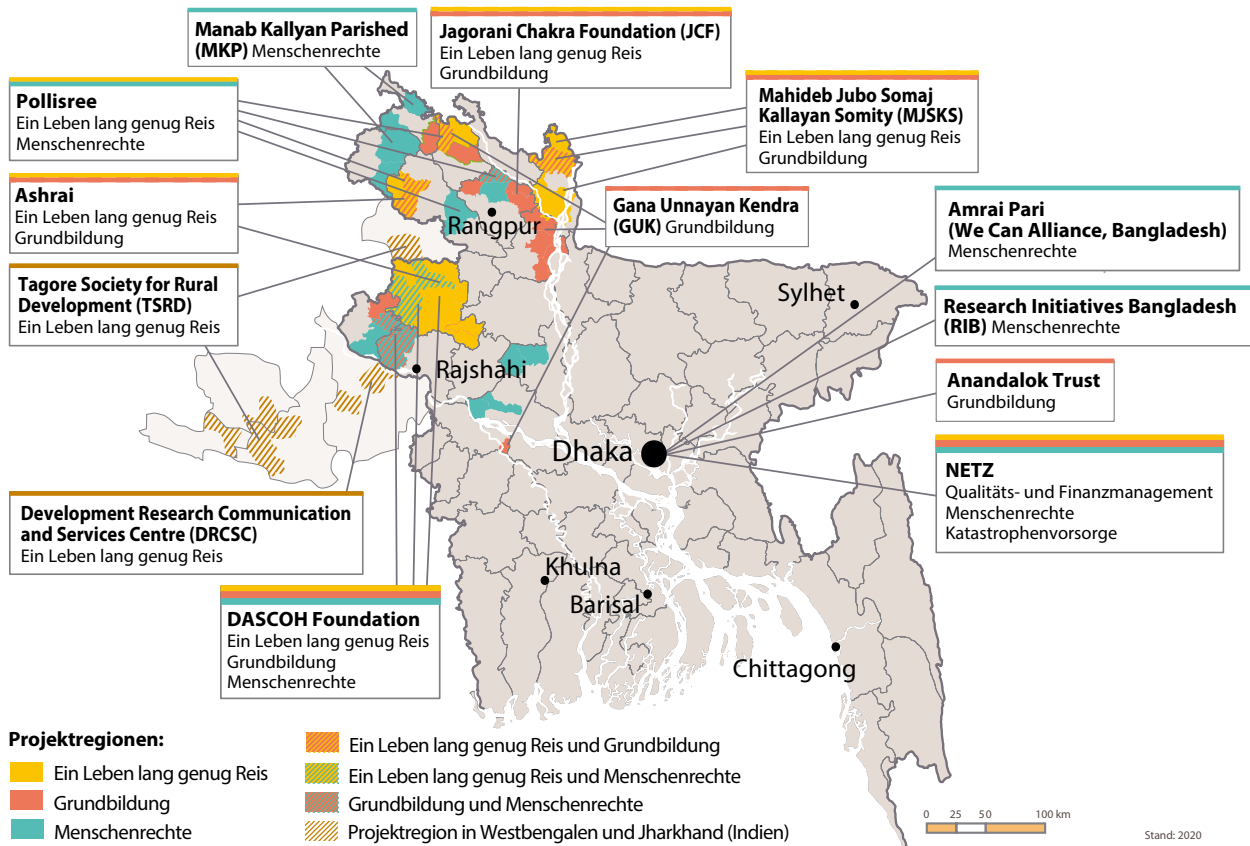 Manab Kallyan Parished
(MKP) Menschenrechte
Jagorani Chakra Foundation (JCF)
Ein Leben lang genug Reis
Grundbildung
Pollisree
Ein Leben lang genug Reis
Menschenrechte
Mahideb Jubo Somaj
Kallayan Somity (MJSKS)
Ein Leben lang genug Reis
Grundbildung
Ashrai
Ein Leben lang genug Reis
Grundbildung
Gana Unnayan Kendra
(GUK) Grundbildung
Amrai Pari
(We Can Alliance, Bangladesh)
Menschenrechte
Rangpur
Tagore Society for Rural
Development (TSRD)
Ein Leben lang genug Reis
Sylhet
Research Initiatives Bangladesh
(RIB) Menschenrechte
Rajshahi
Anandalok Trust
Grundbildung
Dhaka
NETZ
Qualitäts- und Finanzmanagement
Menschenrechte
Katastrophenvorsorge
Development Research Communication
and Services Centre (DRCSC)
Ein Leben lang genug Reis
Khulna
Barisal
DASCOH Foundation
Ein Leben lang genug Reis
Grundbildung
Menschenrechte
Chittagong
Projektregionen:
Ein Leben lang genug Reis
Grundbildung
Menschenrechte
Ein Leben lang genug Reis und Grundbildung
Ein Leben lang genug Reis und Menschenrechte
Grundbildung und Menschenrechte
Projektregion in Westbengalen und Jharkhand (Indien)
0 25 50 100 km
Stand: 2020